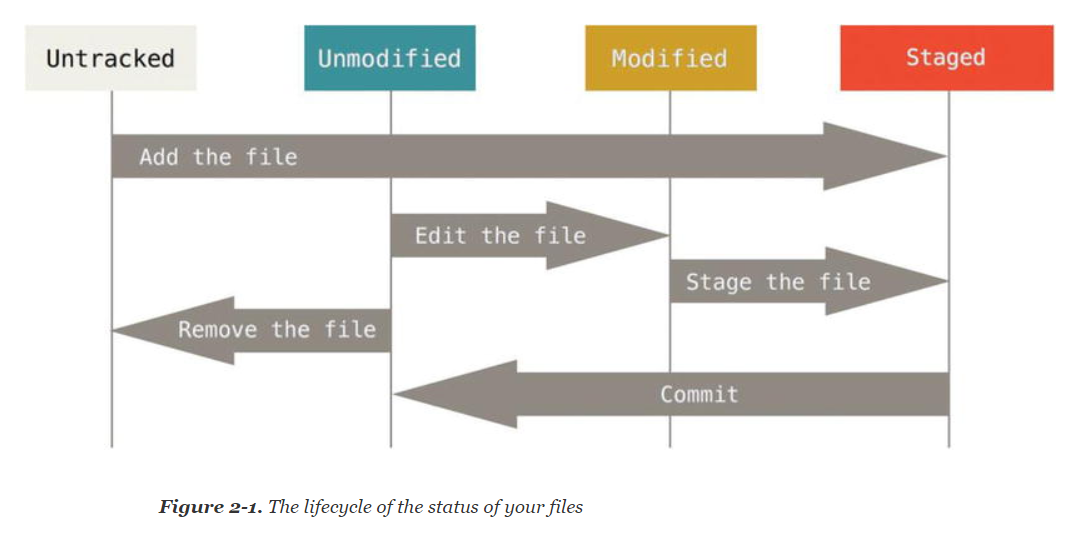 Untracked
Unmodified
Modified
Staged
Add the file
Edit the file
Stage the file
Remove the file
Commit
Figure 2-1. The lifecycle of the status of your files